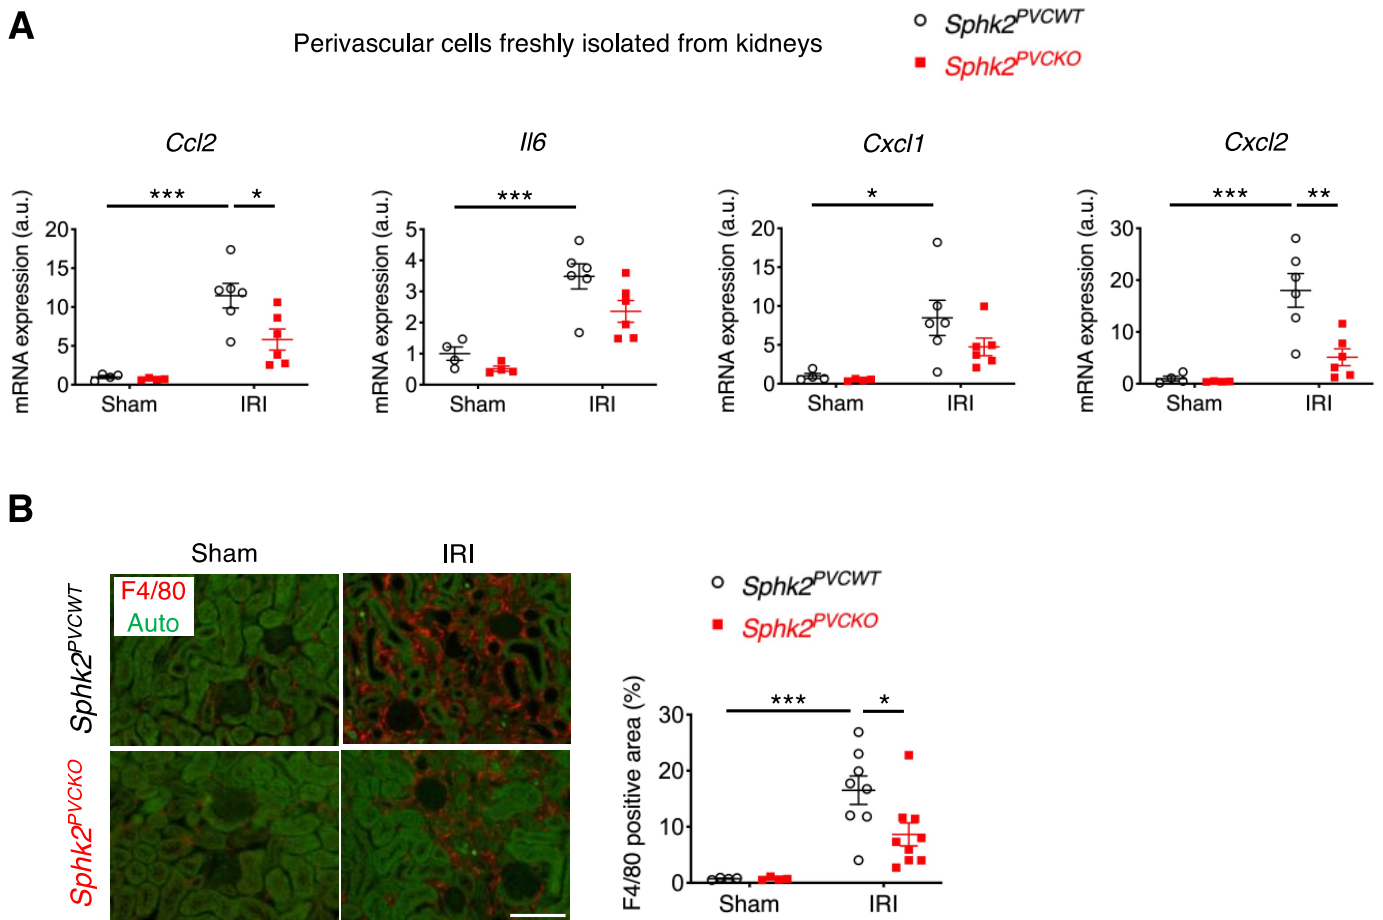 A
Perivascular cells freshly isolated from kidneys
Sphk2PVCWT
Sphk2PVCKO
Ccl2
Il6
Cxcl1
Cxcl2
*** *
***
*
*** **
mRNA expression (a.u.)
20
15
10
5
0
Sham IRI
mRNA expression (a.u.)
5
4
3
2
1
0
Sham IRI
mRNA expression (a.u.)
20
15
10
5
0
Sham IRI
mRNA expression (a.u.)
30
20
10
0
Sham IRI
B
Sham IRI
Sphk2PVCWT
F4/80
Auto
Sphk2PVCKO
Sphk2PVCWT
Sphk2PVCKO
*** *
F4/80 positive area (%)
30
20
10
0
Sham IRI